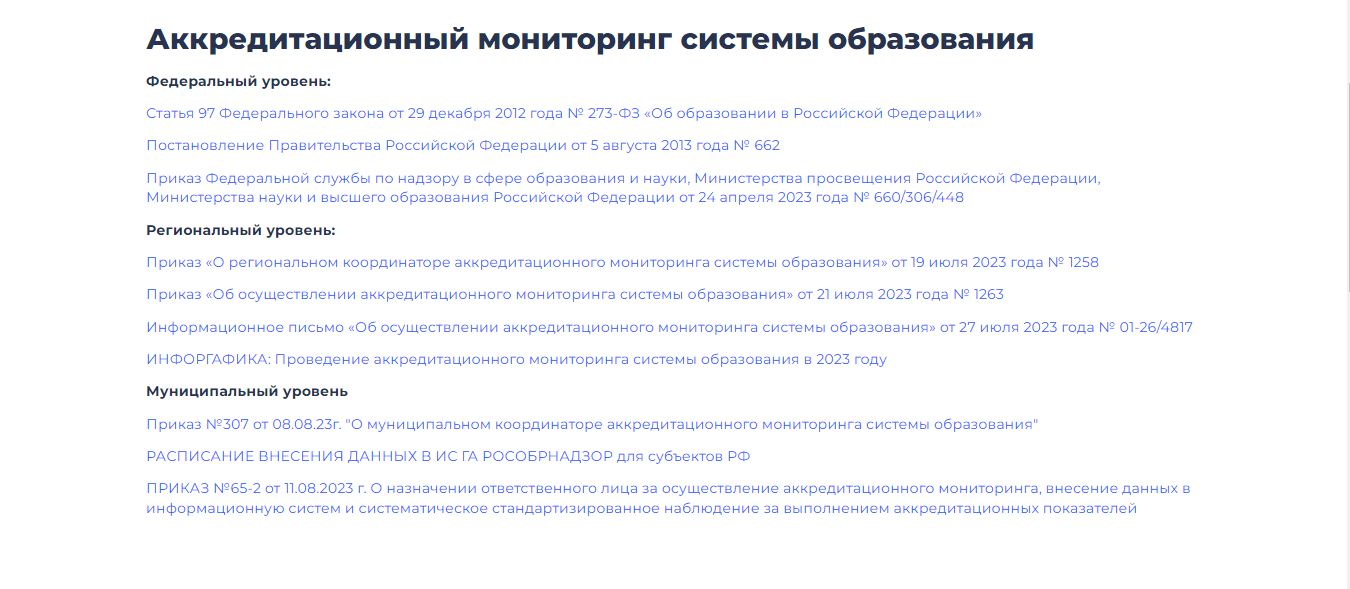 Аккредитационный мониторинг системы образования
Федеральный уровень:
Статья 97 Федерального закона от 29 декабря 2012 года № 273-ФЗ «Об образовании в Российской Федерации»
Постановление Правительства Российской Федерации от 5 августа 2013 года № 662
Приказ Федеральной службы по надзору в сфере образования и науки, Министерства просвещения Российской Федерации,
Министерства науки и высшего образования Российской Федерации от 24 апреля 2023 года № 660/306/448
Региональный уровень:
Приказ «О региональном координаторе аккредитационного мониторинга системы образования» от 19 июля 2023 года № 1258
Приказ «Об осуществлении аккредитационного мониторинга системы образования» от 21 июля 2023 года № 1263
Информационное письмо «Об осуществлении аккредитационного мониторинга системы образования» от 27 июля 2023 года № 01-26/4817
ИНФОРГАФИКА: Проведение аккредитационного мониторинга системы образования в 2023 году
Муниципальный уровень
Приказ №307 от 08.08.23г. "О муниципальном координаторе аккредитационного мониторинга системы образования"
РАСПИСАНИЕ ВНЕСЕНИЯ ДАННЫХ В ИС ГА РОСОБРНАДЗОР для субъектов РФ
ПРИКАЗ №65-2 от 11.08.2023 г. О назначении ответственного лица за осуществление аккредитационного мониторинга, внесение данных в
информационную систем и систематическое стандартизированное наблюдение за выполнением аккредитационных показателей